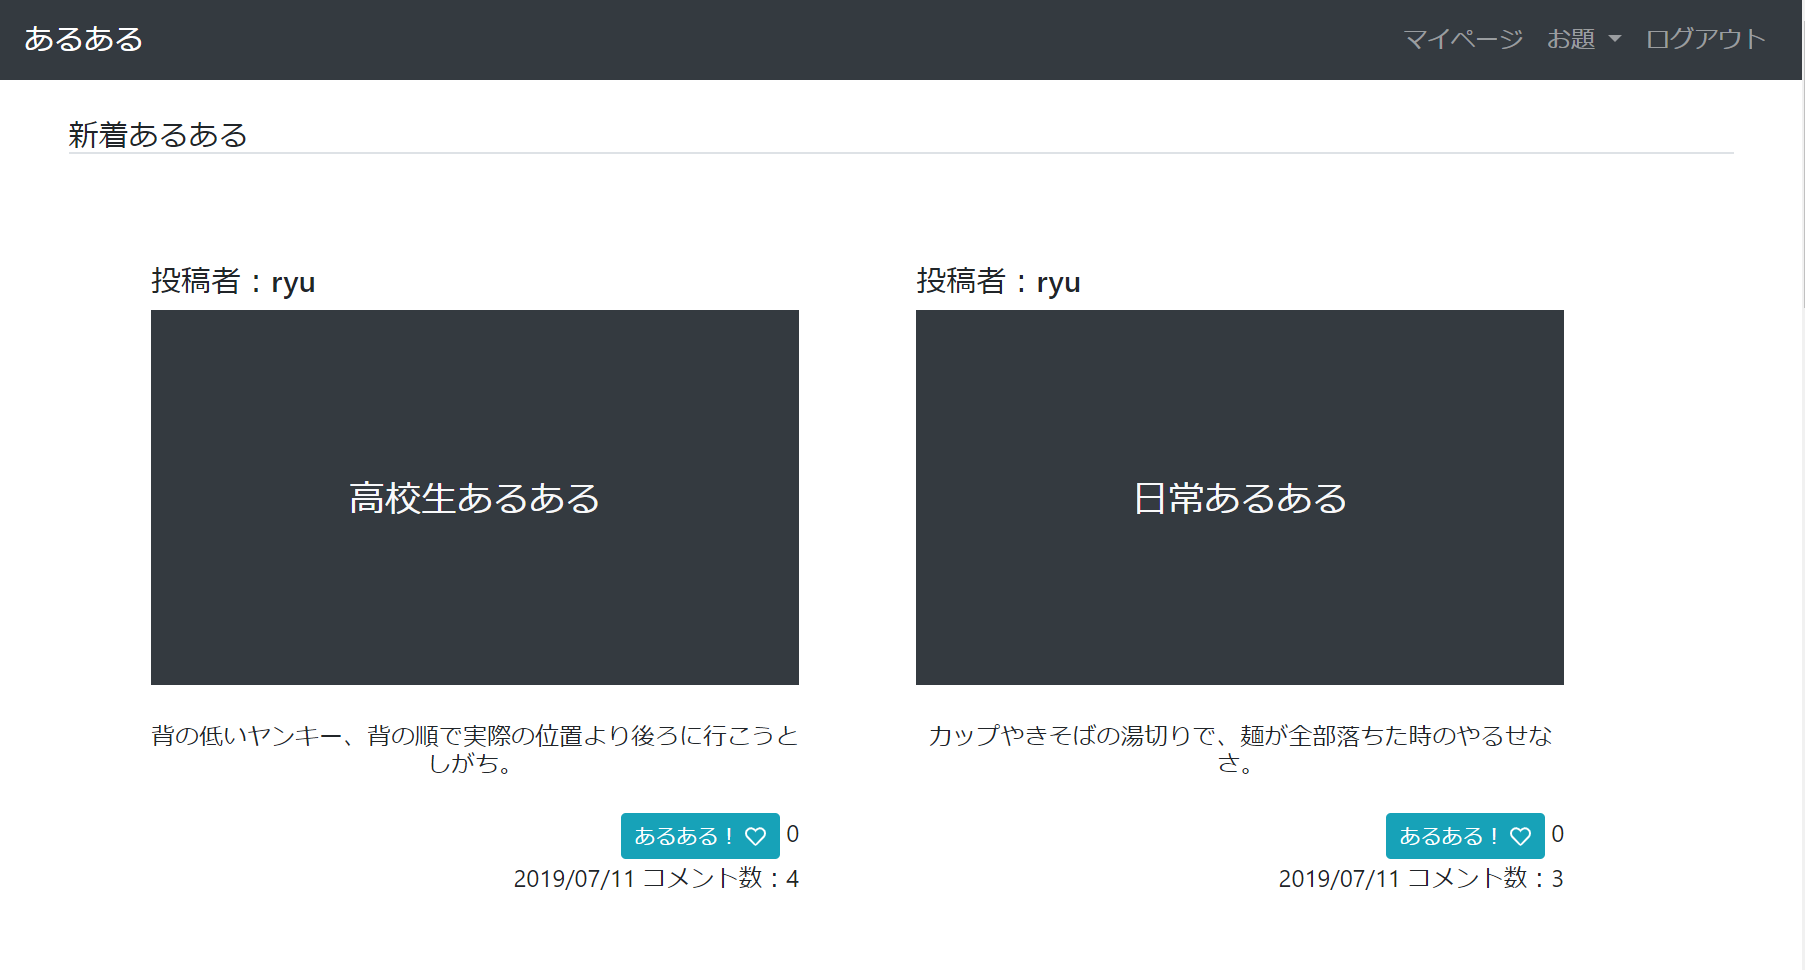 あるある
マイページ お題 ログアウト
新着あるある
投稿者：ryu
高校生あるある
背の低いヤンキー、背の順で実際の位置より後ろに行こうと
しがち。
あるある！♡ 0
2019/07/11 コメント数：4
投稿者：ryu
日常あるある
カップやきそばの湯切りで、麺が全部落ちた時のやるせな
さ。
あるある！♡ 0
2019/07/11 コメント数：3